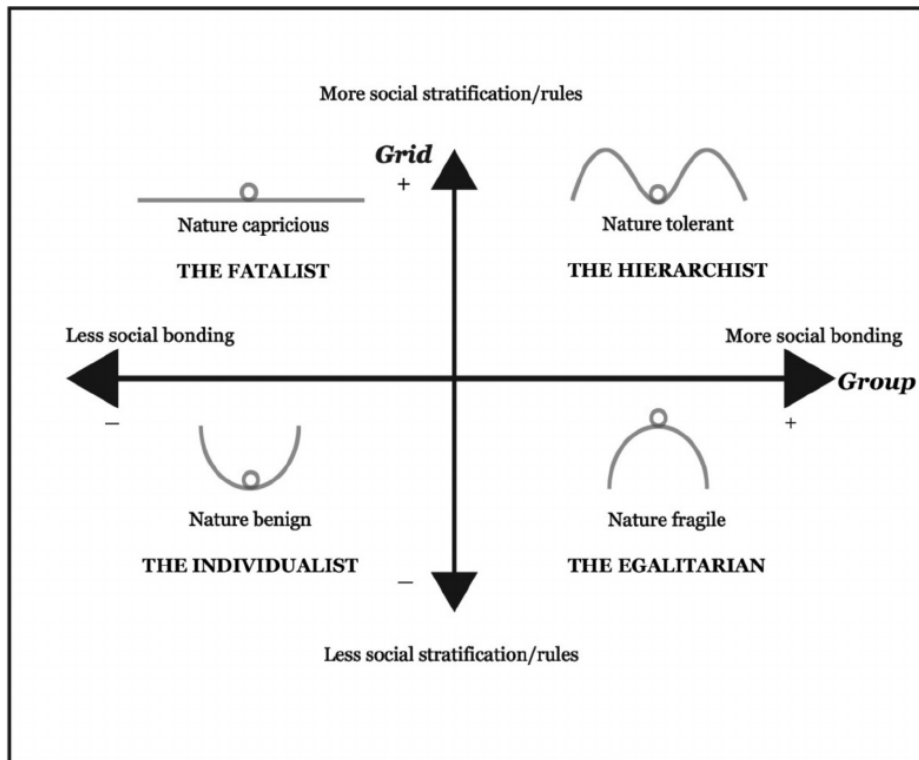 More social stratification/rules
Grid
+
Nature capricious
Nature tolerant
THE FATALIST
THE HIERARCHIST
Less social bonding
More social bonding
Group
–
+
Nature benign
Nature fragile
THE INDIVIDUALIST
THE EGALITARIAN
–
Less social stratification/rules